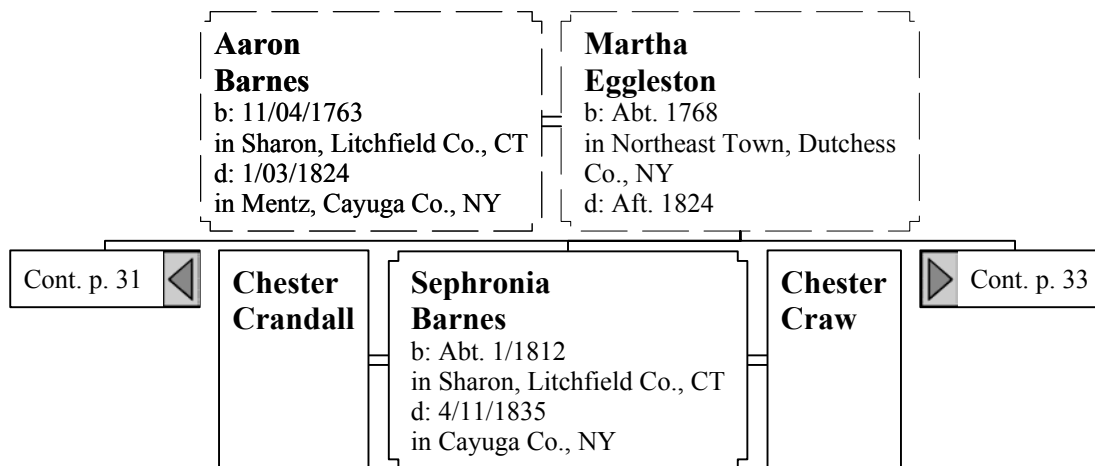 Aaron
Barnes
b: 11/04/1763
in Sharon, Litchfield Co., CT
d: 1/03/1824
in Mentz, Cayuga Co., NY
Martha
Eggleston
b: Abt. 1768
in Northeast Town, Dutchess
Co., NY
d: Aft. 1824
Cont. p. 31
Chester
Crandall
Sephronia
Barnes
b: Abt. 1/1812
in Sharon, Litchfield Co., CT
d: 4/11/1835
in Cayuga Co., NY
Chester
Craw
Cont. p. 33